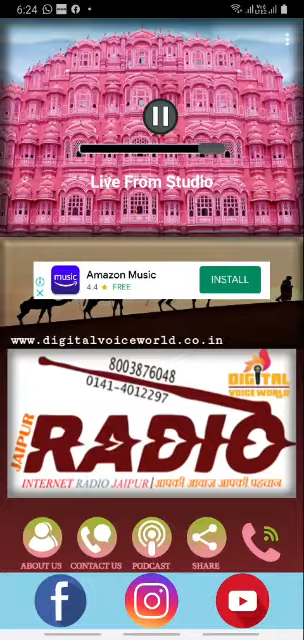 6:24
Live From Studio
music
Amazon Music
4.4 ★ FREE
INSTALL
www.digitalvoiceworld.co.in
8003876048
0141-4012297
DIGITAL
VOICE WORLD
JAIPUR
RADIO
INTERNET RADIO JAIPUR | आपकी आवाज़ आपकी पहचान
ABOUT US CONTACT US PODCAST SHARE